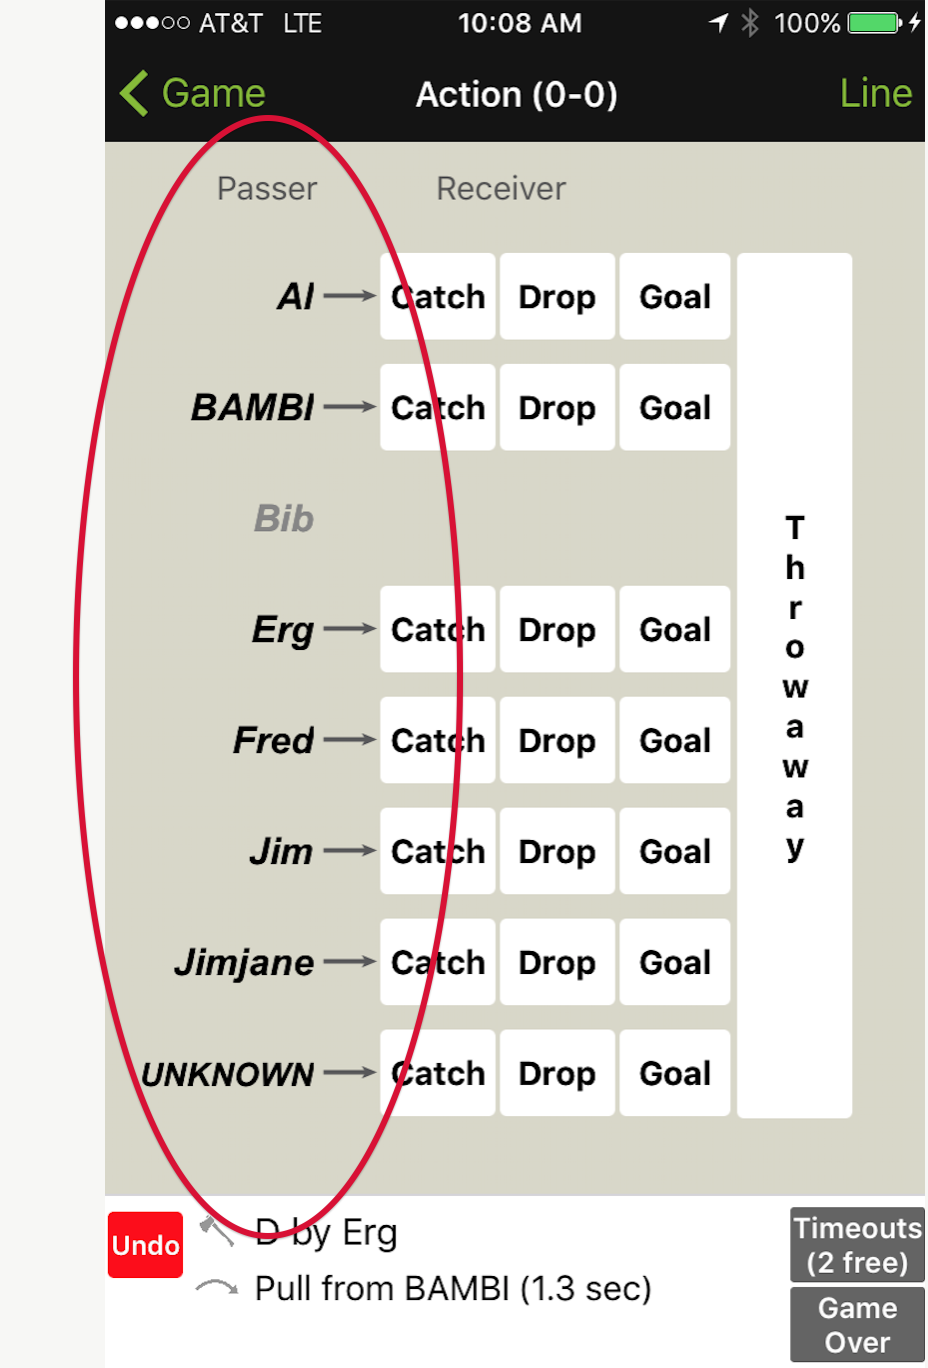 AT&T LTE 10:08 AM 100%
Game Action (0-0) Line
Passer Receiver
Al Catch Drop Goal
BAMBI Catch Drop Goal
Bib
Erg Catch Drop Goal
Fred Catch Drop Goal
Jim Catch Drop Goal
Jimjane Catch Drop Goal
UNKNOWN Catch Drop Goal
Throwaway
Undo
D by Erg
Pull from BAMBI (1.3 sec)
Timeouts
(2 free)
Game
Over